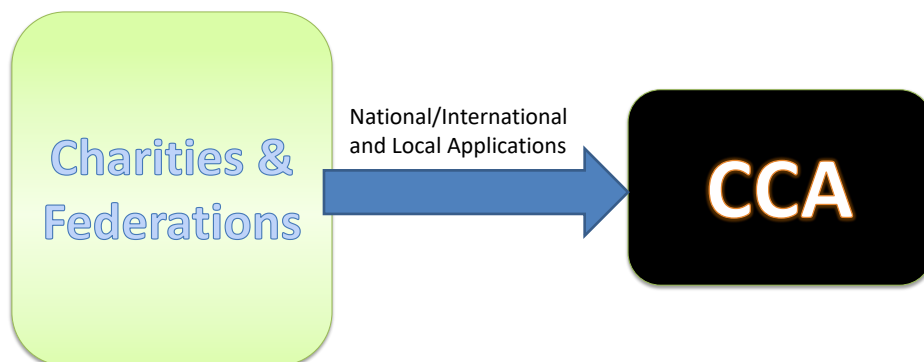 Charities &
Federations
National/International
and Local Applications
CCA